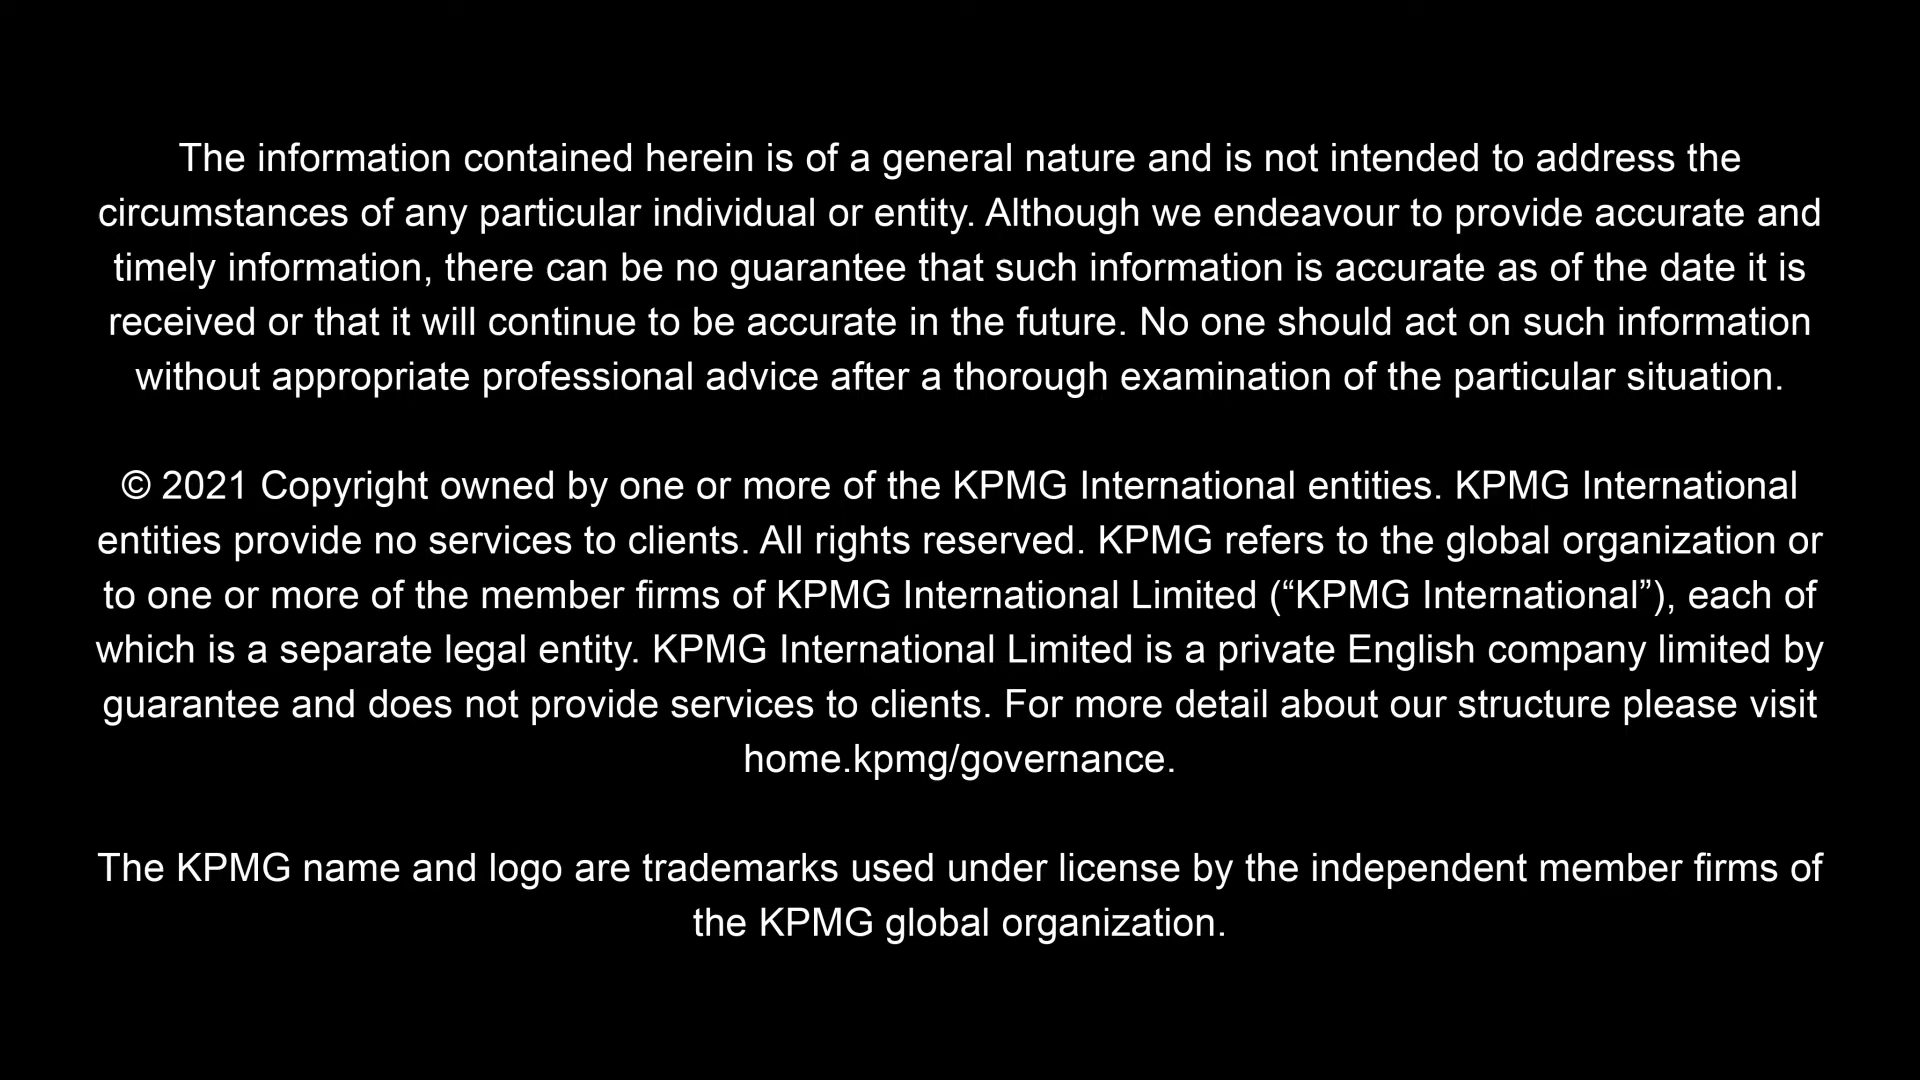 The information contained herein is of a general nature and is not intended to address the
circumstances of any particular individual or entity. Although we endeavour to provide accurate and
timely information, there can be no guarantee that such information is accurate as of the date it is
received or that it will continue to be accurate in the future. No one should act on such information
without appropriate professional advice after a thorough examination of the particular situation.
© 2021 Copyright owned by one or more of the KPMG International entities. KPMG International
entities provide no services to clients. All rights reserved. KPMG refers to the global organization or
to one or more of the member firms of KPMG International Limited (“KPMG International”), each of
which is a separate legal entity. KPMG International Limited is a private English company limited by
guarantee and does not provide services to clients. For more detail about our structure please visit
home.kpmg/governance.
The KPMG name and logo are trademarks used under license by the independent member firms of
the KPMG global organization.